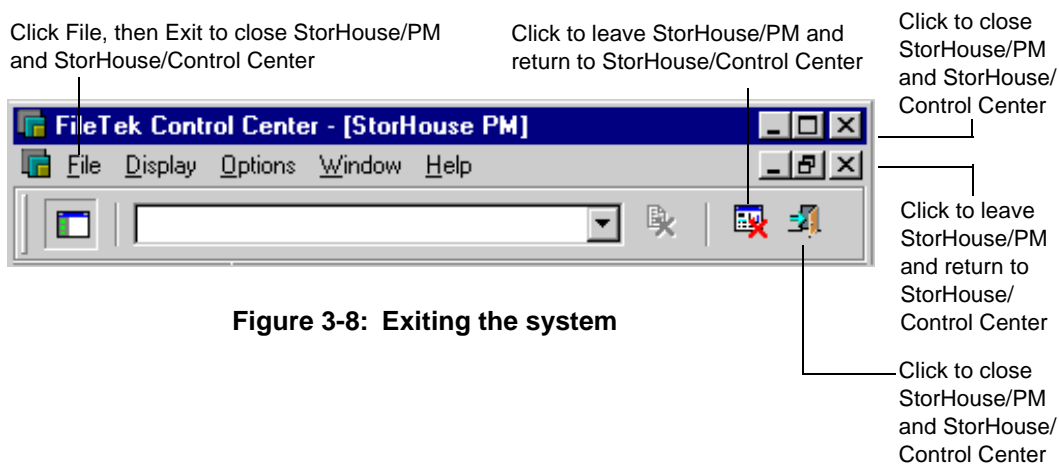 Click File, then Exit to close StorHouse/PM
and StorHouse/Control Center
Click to leave StorHouse/PM and
return to StorHouse/Control Center
Click to close
StorHouse/PM
and StorHouse/
Control Center
FileTek Control Center - [StorHouse PM]
File Display Options Window Help
Click to leave
StorHouse/PM
and return to
StorHouse/
Control Center
Figure 3-8: Exiting the system
Click to close
StorHouse/PM
and StorHouse/
Control Center